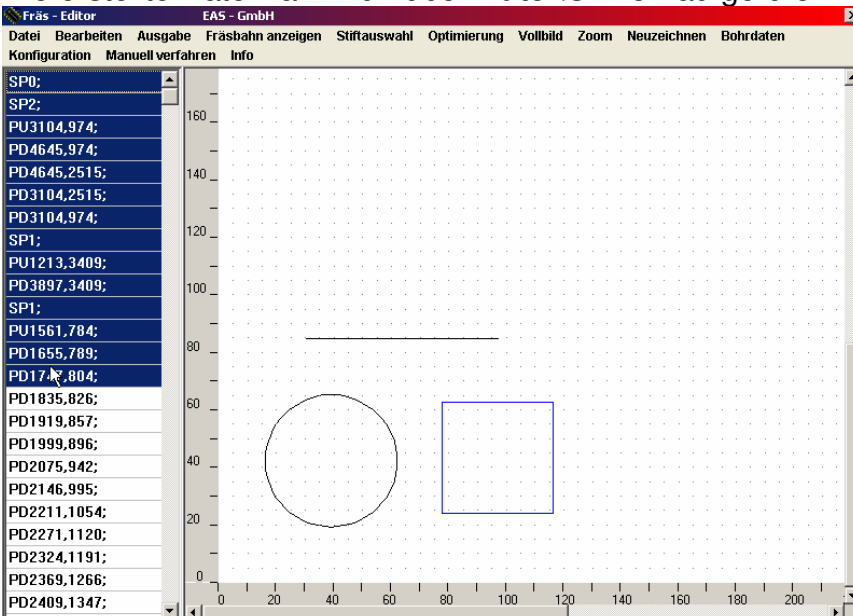 Fräs - Editor EAS - GmbH
Datei Bearbeiten Ausgabe Fräsbahn anzeigen Stiftauswahl Optimierung Vollbild Zoom Neuzeichnen Bohrdaten
Konfiguration Manuell verfahren Info
SP0;
SP2;
PU3104,974;
PD4645,974;
PD4645,2515;
PD3104,2515;
PD3104,974;
SP1;
PU1213,3409;
PD3897,3409;
SP1;
PU1561,784;
PD1655,789;
PD1747,804;
PD1835,826;
PD1919,857;
PD1999,896;
PD2075,942;
PD2146,995;
PD2211,1054;
PD2271,1120;
PD2324,1191;
PD2369,1266;
PD2409,1347;
160
140
120
100
80
60
40
20
0
0 20 40 60 80 100 120 140 160 180 200